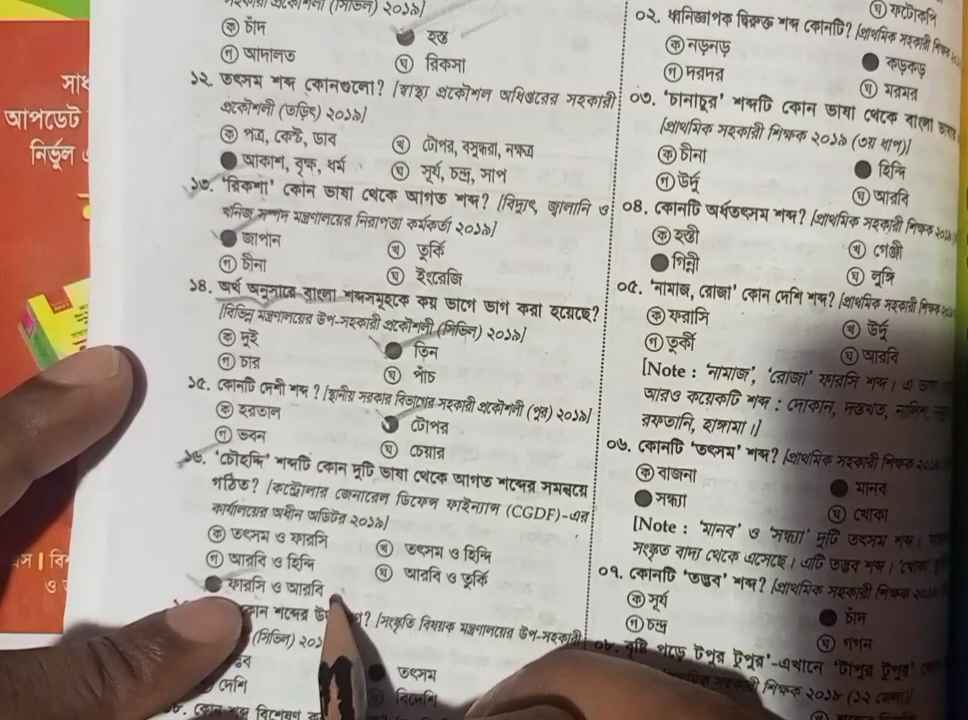 সাধ
আপডেট
নির্ভুল
ক চাঁদ
হস্ত
গ আদালত
ঘ রিকসা
১২. তৎসম শব্দ কোনগুলো? [স্বাস্থ্য প্রকৌশল অধিপ্তরের সহকারী
প্রকৌশলী (তড়িৎ) ২০১৯]
ক পত্র, কেষ্ট, ডাব
খ টোপর, বসুন্ধরা, নক্ষত্র
আকাশ, বৃক্ষ, ধর্ম
ঘ সূর্য, চন্দ্র, সাপ
১৩. ‘রিকশা’ কোন ভাষা থেকে আগত শব্দ? [বিদ্যুৎ, জ্বালানি ও
খনিজ সম্পদ মন্ত্রণালয়ের নিরাপত্তা কর্মকর্তা ২০১৯]
জাপান
খ তুর্কি
গ চীনা
ঘ ইংরেজি
১৪. অর্থ অনুসারে বাংলা শব্দসমূহকে কয় ভাগে ভাগ করা হয়েছে?
[বিভিন্ন মন্ত্রণালয়ের উপ-সহকারী প্রকৌশলী (সিভিল) ২০১৯]
ক দুই
তিন
গ চার
ঘ পাঁচ
১৫. কোনটি দেশী শব্দ? [স্থানীয় সরকার বিভাগের সহকারী প্রকৌশলী (পুর) ২০১৯]
ক হরতাল
টোপর
গ ভবন
ঘ চেয়ার
১৬. ‘চৌহদ্দি’ শব্দটি কোন দুটি ভাষা থেকে আগত শব্দের সমন্বয়ে
গঠিত? [কন্ট্রোলার জেনারেল ডিফেন্স ফাইন্যান্স (CGDF)-এর
কার্যালয়ের অধীন অডিটর ২০১৯]
ক তৎসম ও ফারসি
খ তৎসম ও হিন্দি
গ আরবি ও হিন্দি
ঘ আরবি ও তুর্কি
ফারসি ও আরবি
কোন শব্দের
[সংস্কৃতি বিষয়ক মন্ত্রণালয়ের উপ-সহকারী
(সিভিল)
তৎসম
দেশি
বিদেশি
ঘ ফটোকপি
০২. ধ্বনিজ্ঞাপক দ্বিরুক্ত শব্দ কোনটি? [প্রাথমিক সহকারী
ক নড়নড়
কড়কড়
গ দরদর
ঘ মরমর
০৩. ‘চানাচুর’ শব্দটি কোন ভাষা থেকে বাংলা
[প্রাথমিক সহকারী শিক্ষক ২০১৯ (৩য় ধাপ)]
ক চীনা
হিন্দি
গ উর্দু
ঘ আরবি
০৪. কোনটি অর্ধতৎসম শব্দ? [প্রাথমিক সহকারী শিক্ষক
ক হস্তী
খ গেঞ্জী
গিন্নী
ঘ লুঙ্গি
০৫. ‘নামাজ, রোজা’ কোন দেশি শব্দ? [প্রাথমিক সহকারী শিক্ষক
ক ফরাসি
খ উর্দু
গ তুর্কী
ঘ আরবি
[Note : ‘নামাজ’, ‘রোজা’ ফারসি শব্দ। এ
আরও কয়েকটি শব্দ : দোকান, দস্তখত, নালিশ,
রফতানি, হাঙ্গামা।]
০৬. কোনটি ‘তৎসম’ শব্দ? [প্রাথমিক সহকারী শিক্ষক
ক বাজনা
মানব
সন্ধ্যা
ঘ খোকা
[Note : ‘মানব’ ও ‘সন্ধ্যা’ দুটি তৎসম শব্দ।
সংস্কৃত বাদ্য থেকে এসেছে। এটি তদ্ভব শব্দ।
০৭. কোনটি ‘তদ্ভব’ শব্দ? [প্রাথমিক সহকারী শিক্ষক
ক সূর্য
চাঁদ
গ চন্দ্র
ঘ গগন
০৮. বৃষ্টি পড়ে টাপুর টুপুর’-এখানে ‘টাপুর টুপুর’
শিক্ষক ২০১৮